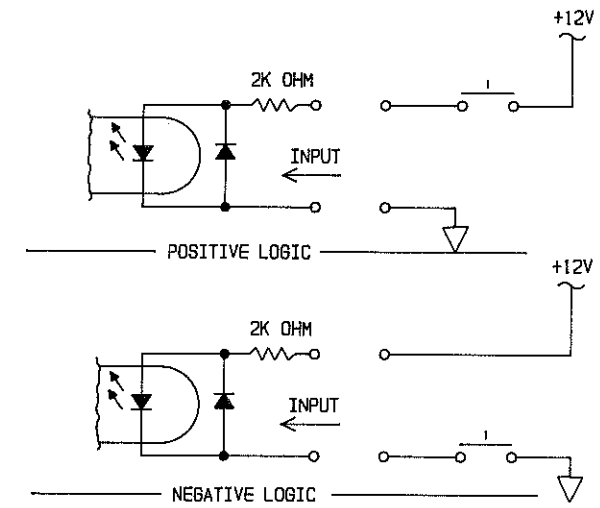 +12V
2K OHM
INPUT
POSITIVE LOGIC
+12V
2K OHM
INPUT
NEGATIVE LOGIC